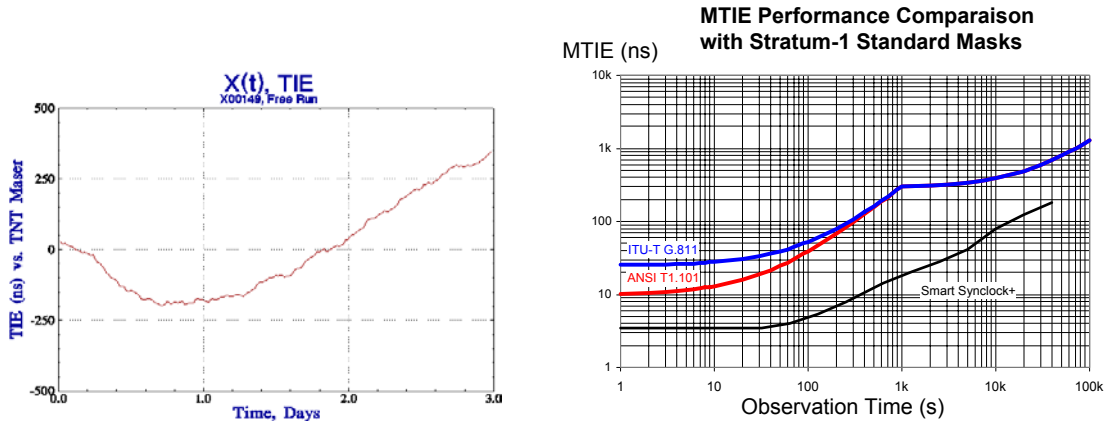 X(t), TIE
X00149, Free Run
TIE (ns) vs. TNT Maser
500
250
0
-250
-500
0.0
1.0
2.0
3.0
Time, Days
MTIE Performance Comparaison
with Stratum-1 Standard Masks
MTIE (ns)
10k
1k
100
10
1
ITU-T G.811
ANSI T1.101
Smart Synclock+
1
10
100
1k
10k
100k
Observation Time (s)